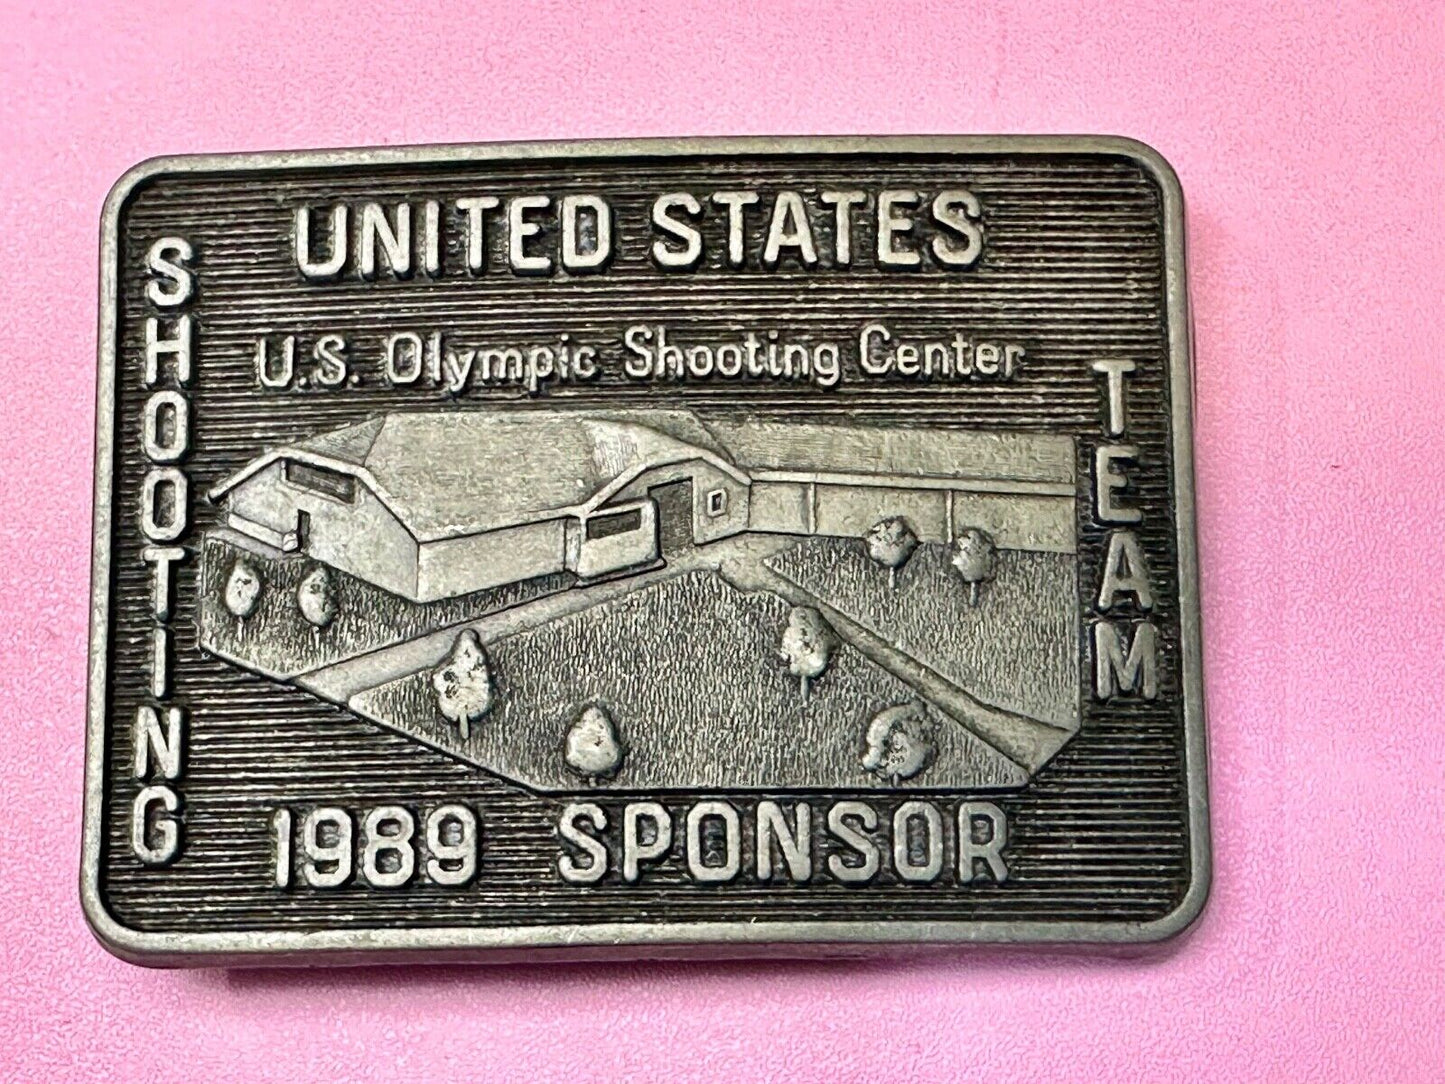 UNITED STATES
SHOOTING
TEAM
U.S. Olympic Shooting Center
1989 SPONSOR